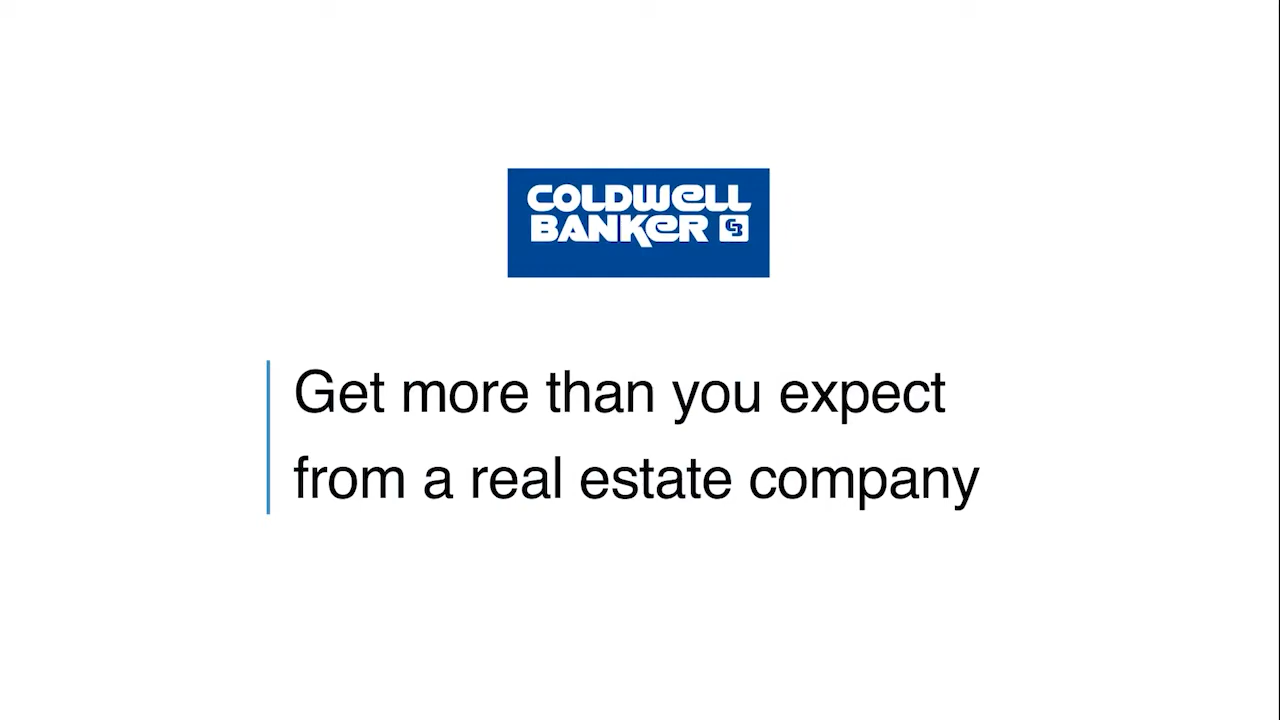 COLDWELL
BANKER CB
Get more than you expect
from a real estate company